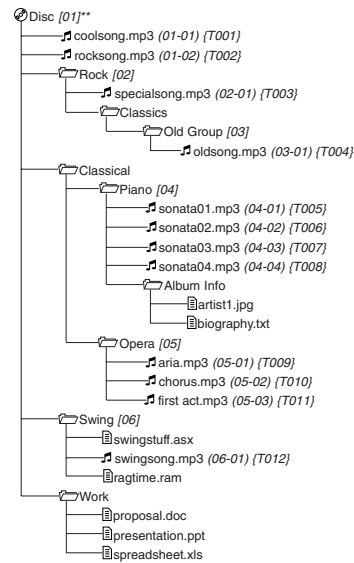 Disc [01]**
coolsong.mp3 (01-01) {T001}
rocksong.mp3 (01-02) {T002}
Rock [02]
specialsong.mp3 (02-01) {T003}
Classics
Old Group [03]
oldsong.mp3 (03-01) {T004}
Classical
Piano [04]
sonata01.mp3 (04-01) {T005}
sonata02.mp3 (04-02) {T006}
sonata03.mp3 (04-03) {T007}
sonata04.mp3 (04-04) {T008}
Album Info
artist1.jpg
biography.txt
Opera [05]
aria.mp3 (05-01) {T009}
chorus.mp3 (05-02) {T010}
first act.mp3 (05-03) {T011}
Swing [06]
swingstuff.asx
swingsong.mp3 (06-01) {T012}
ragtime.ram
Work
proposal.doc
presentation.ppt
spreadsheet.xls